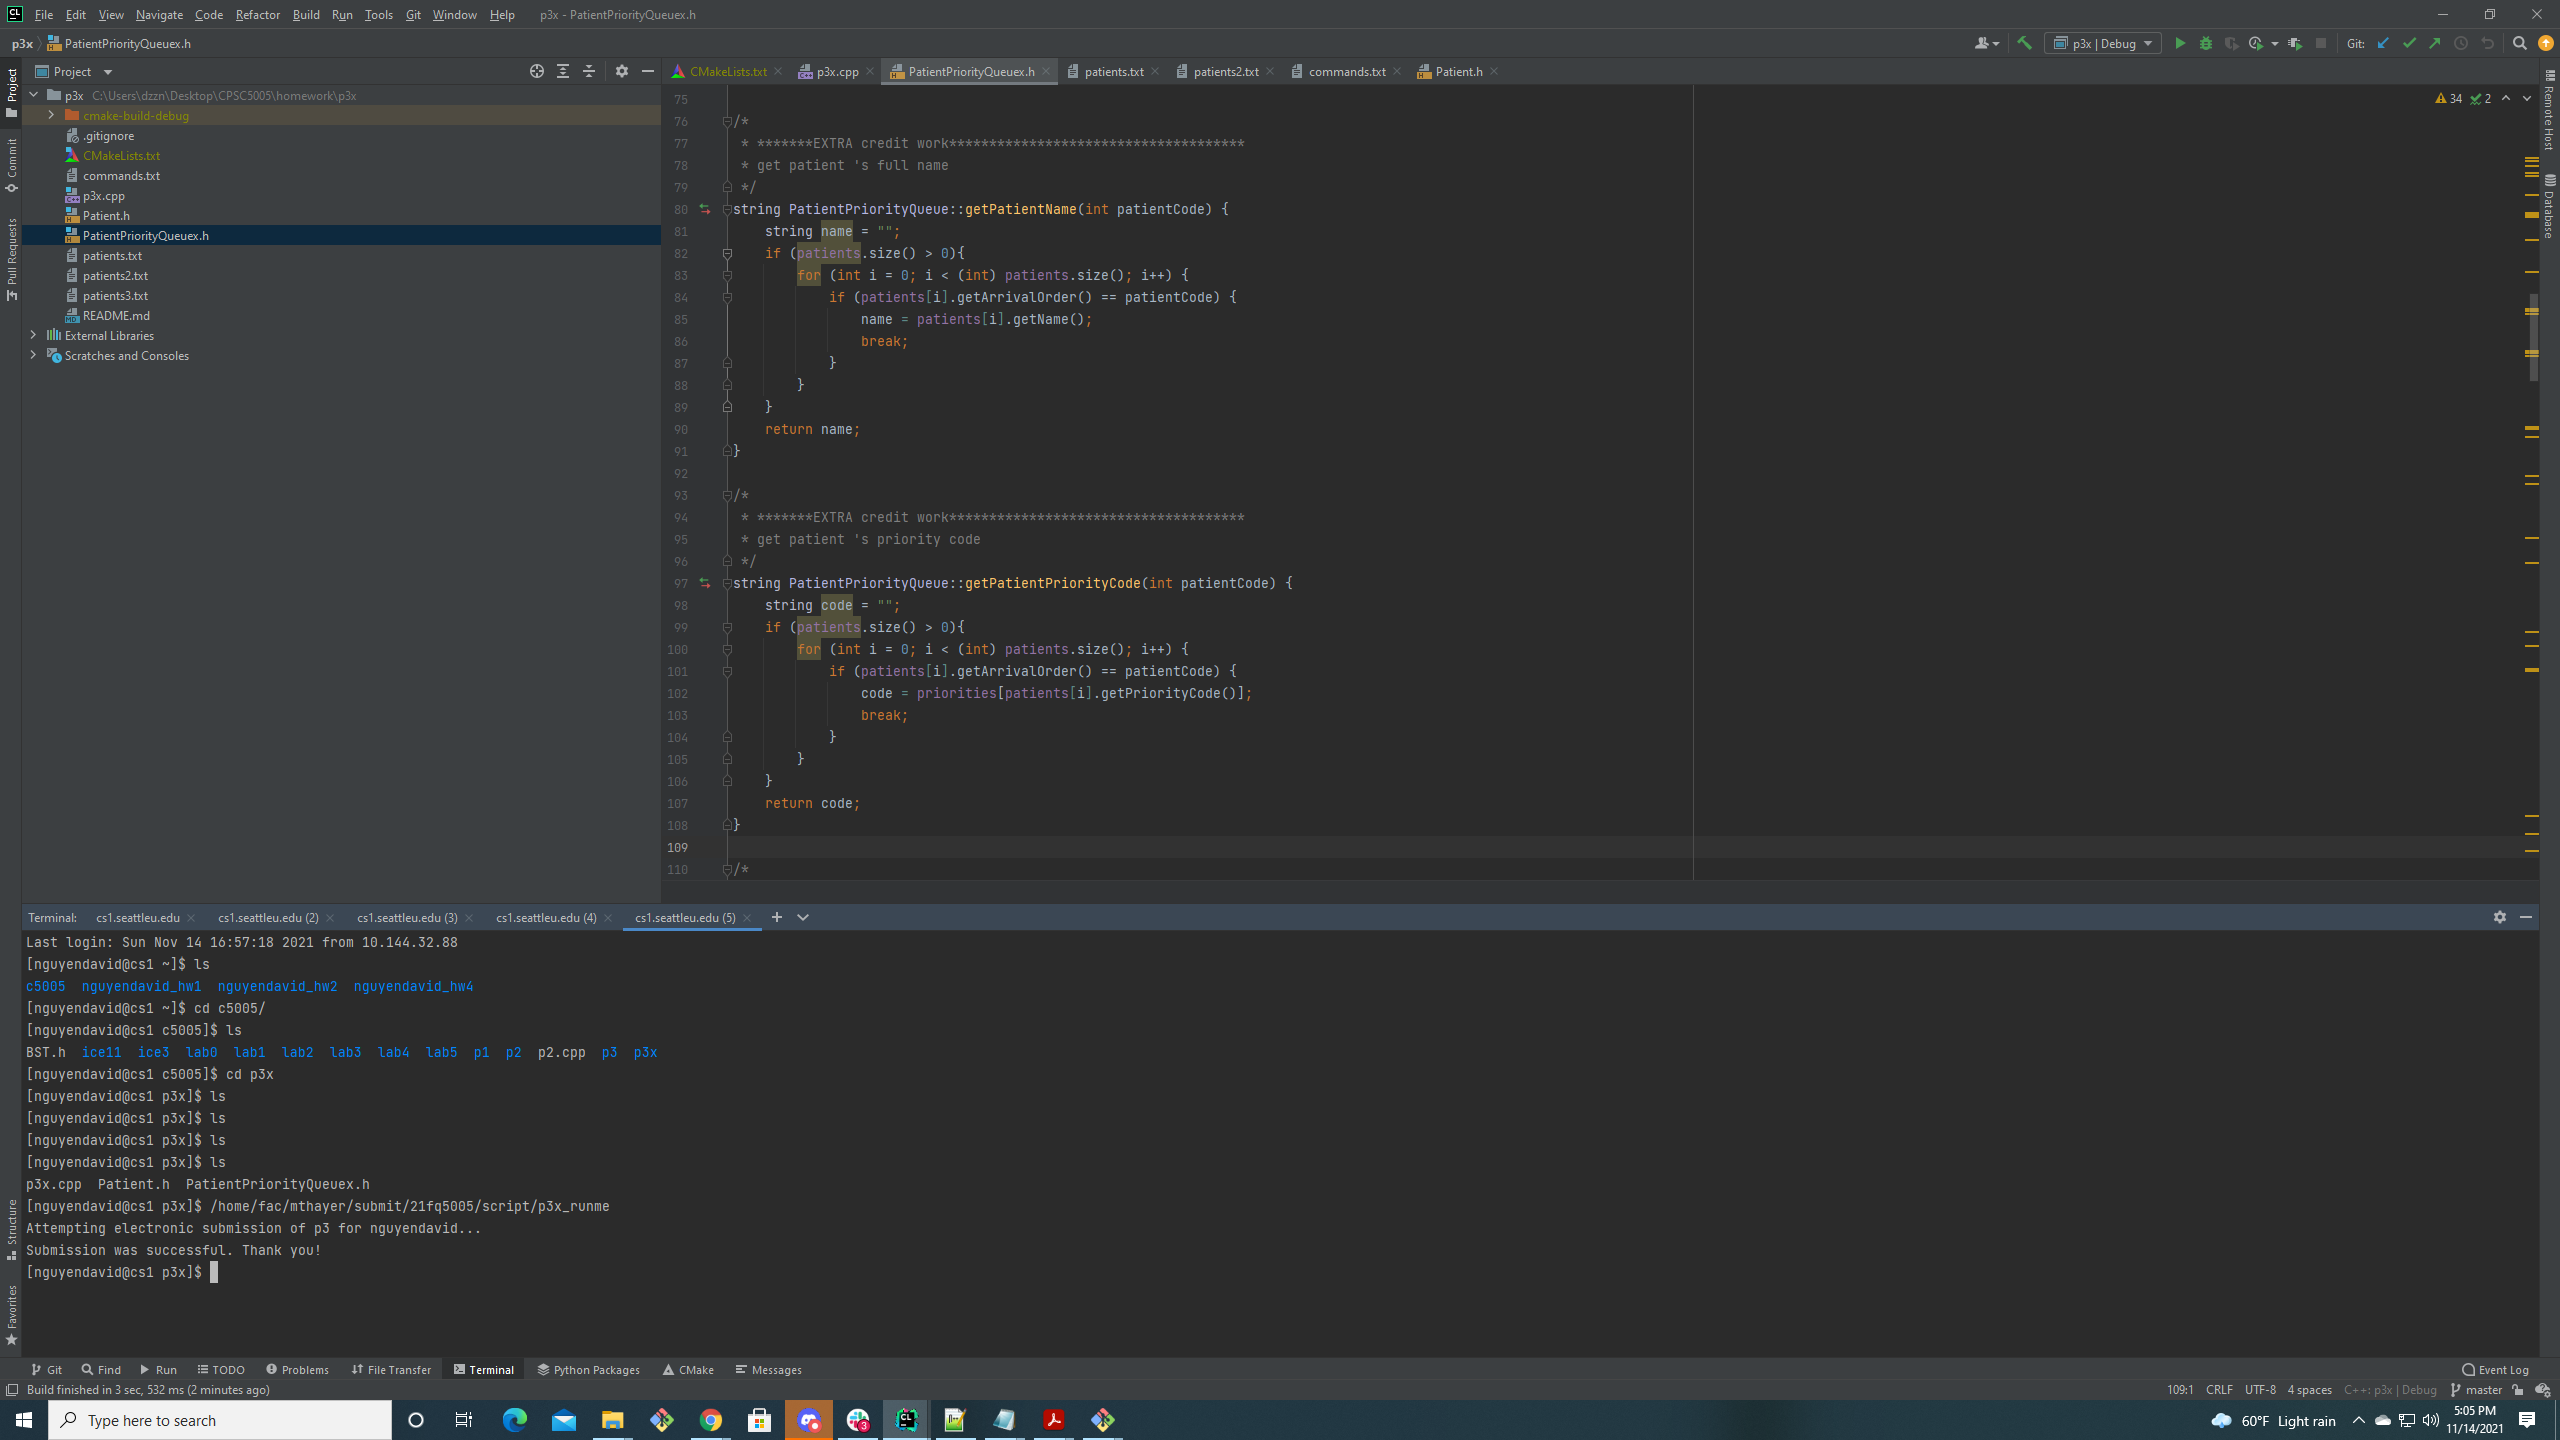 File Edit View Navigate Code Refactor Build Run Tools Git Window Help p3x - PatientPriorityQueuex.h
p3x PatientPriorityQueuex.h p3x | Debug Git:
Project CMakeLists.txt p3x.cpp PatientPriorityQueuex.h patients.txt patients2.txt commands.txt Patient.h
p3x C:\Users\dzzn\Desktop\CPSC5005\homework\p3x
cmake-build-debug
.gitignore
CMakeLists.txt
commands.txt
p3x.cpp
Patient.h
PatientPriorityQueuex.h
patients.txt
patients2.txt
patients3.txt
README.md
External Libraries
Scratches and Consoles
Project
Commit
Pull Requests
Structure
Favorites
34 2
75
76 /*
77 * *******EXTRA credit work*************************************
78 * get patient 's full name
79 */
80 string PatientPriorityQueue::getPatientName(int patientCode) {
81 string name = "";
82 if (patients.size() > 0){
83 for (int i = 0; i < (int) patients.size(); i++) {
84 if (patients[i].getArrivalOrder() == patientCode) {
85 name = patients[i].getName();
86 break;
87 }
88 }
89 }
90 return name;
91 }
92
93 /*
94 * *******EXTRA credit work*************************************
95 * get patient 's priority code
96 */
97 string PatientPriorityQueue::getPatientPriorityCode(int patientCode) {
98 string code = "";
99 if (patients.size() > 0){
100 for (int i = 0; i < (int) patients.size(); i++) {
101 if (patients[i].getArrivalOrder() == patientCode) {
102 code = priorities[patients[i].getPriorityCode()];
103 break;
104 }
105 }
106 }
107 return code;
108 }
109
110 /*
Remote Host
Database
Terminal: cs1.seattleu.edu cs1.seattleu.edu (2) cs1.seattleu.edu (3) cs1.seattleu.edu (4) cs1.seattleu.edu (5)
Last login: Sun Nov 14 16:57:18 2021 from 10.144.32.88
[nguyendavid@cs1 ~]$ ls
c5005 nguyendavid_hw1 nguyendavid_hw2 nguyendavid_hw4
[nguyendavid@cs1 ~]$ cd c5005/
[nguyendavid@cs1 c5005]$ ls
BST.h ice11 ice3 lab0 lab1 lab2 lab3 lab4 lab5 p1 p2 p2.cpp p3 p3x
[nguyendavid@cs1 c5005]$ cd p3x
[nguyendavid@cs1 p3x]$ ls
[nguyendavid@cs1 p3x]$ ls
[nguyendavid@cs1 p3x]$ ls
[nguyendavid@cs1 p3x]$ ls
p3x.cpp Patient.h PatientPriorityQueuex.h
[nguyendavid@cs1 p3x]$ /home/fac/mthayer/submit/21fq5005/script/p3x_runme
Attempting electronic submission of p3 for nguyendavid...
Submission was successful. Thank you!
[nguyendavid@cs1 p3x]$
Git Find Run TODO Problems File Transfer Terminal Python Packages CMake Messages Event Log
Build finished in 3 sec, 532 ms (2 minutes ago) 109:1 CRLF UTF-8 4 spaces C++: p3x | Debug master
Type here to search 3 60°F Light rain 5:05 PM
11/14/2021